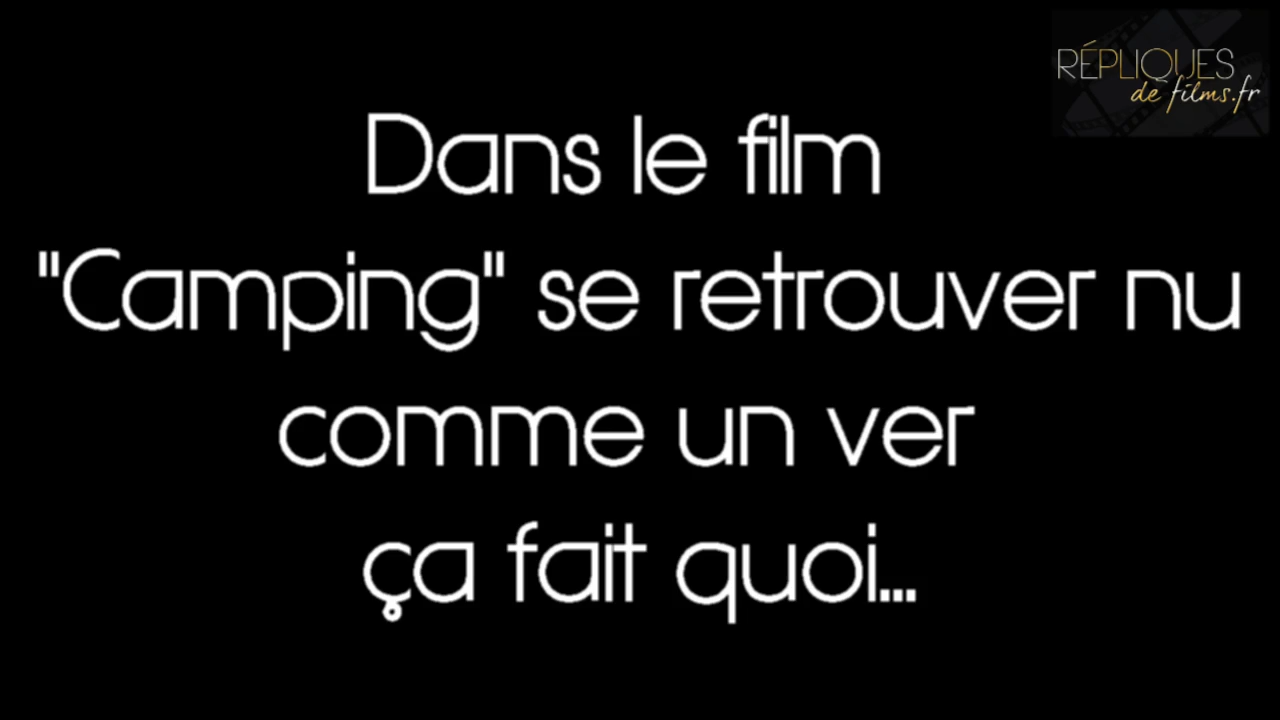 RÉPLIQUES
de films.fr
Dans le film
"Camping" se retrouver nu
comme un ver
ça fait quoi...